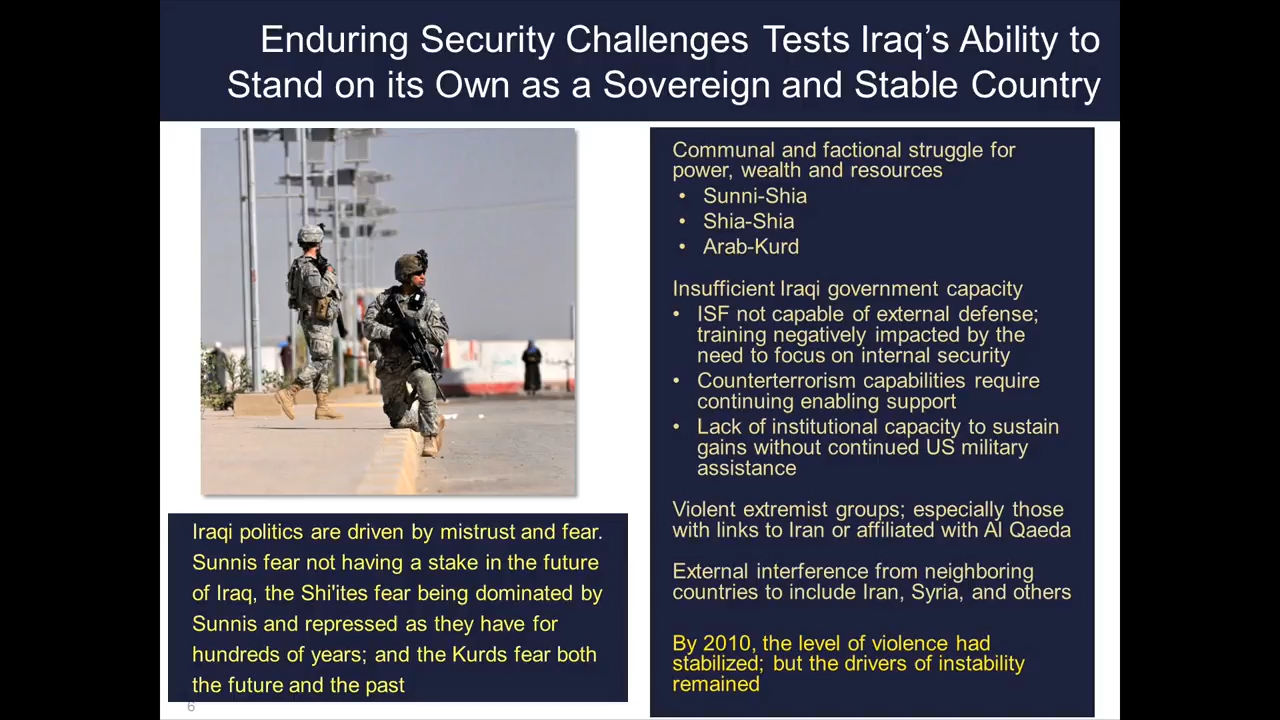 Enduring Security Challenges Tests Iraq’s Ability to
Stand on its Own as a Sovereign and Stable Country
Communal and factional struggle for
power, wealth and resources
• Sunni-Shia
• Shia-Shia
• Arab-Kurd
Insufficient Iraqi government capacity
• ISF not capable of external defense;
training negatively impacted by the
need to focus on internal security
• Counterterrorism capabilities require
continuing enabling support
• Lack of institutional capacity to sustain
gains without continued US military
assistance
Violent extremist groups; especially those
with links to Iran or affiliated with Al Qaeda
External interference from neighboring
countries to include Iran, Syria, and others
By 2010, the level of violence had
stabilized; but the drivers of instability
remained
Iraqi politics are driven by mistrust and fear.
Sunnis fear not having a stake in the future
of Iraq, the Shi'ites fear being dominated by
Sunnis and repressed as they have for
hundreds of years; and the Kurds fear both
the future and the past
6